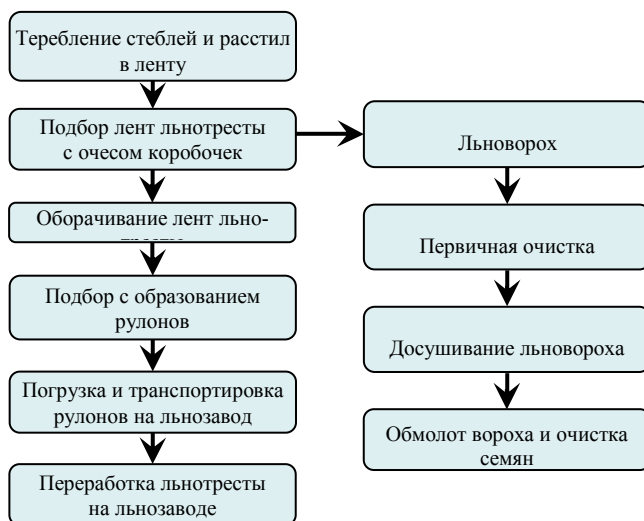 Теребление стеблей и расстил
в ленту
Подбор лент льнотресты
с очесом коробочек
Оборачивание лент льно-
Подбор с образованием
рулонов
Погрузка и транспортировка
рулонов на льнозавод
Переработка льнотресты
на льнозаводе
Льноворох
Первичная очистка
Досушивание льновороха
Обмолот вороха и очистка
семян